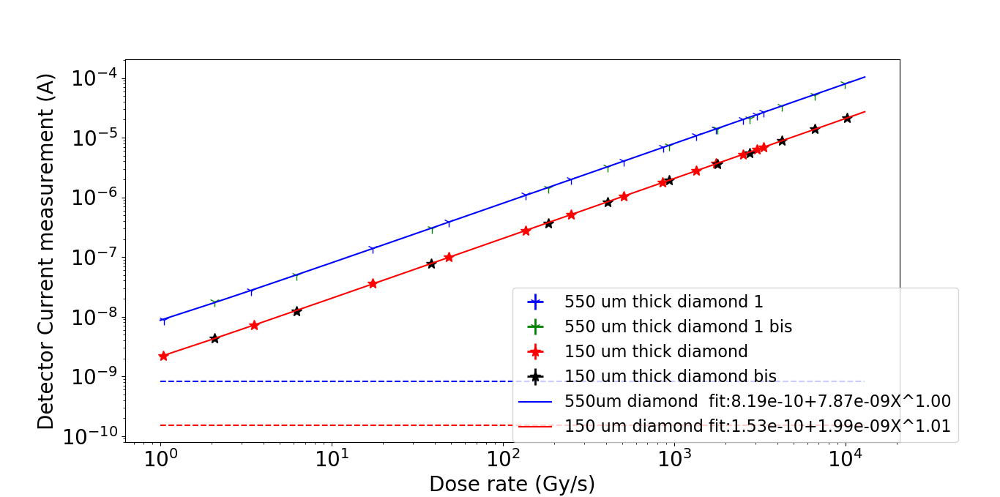 Detector Current measurement (A)
10^−4
10^−5
10^−6
10^−7
10^−8
10^−9
10^−10
550 um thick diamond 1
550 um thick diamond 1 bis
150 um thick diamond
150 um thick diamond bis
550um diamond  fit:8.19e-10+7.87e-09X^1.00
150 um diamond fit:1.53e-10+1.99e-09X^1.01
10^0 10^1 10^2 10^3 10^4
Dose rate (Gy/s)